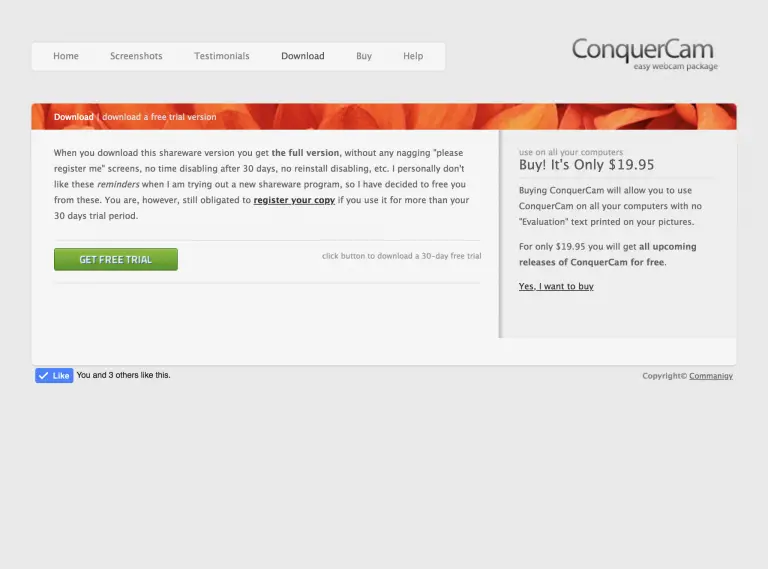 Home Screenshots Testimonials Download Buy Help
ConquerCam
easy webcam package
Download | download a free trial version
When you download this shareware version you get the full version, without any nagging "please
register me" screens, no time disabling after 30 days, no reinstall disabling, etc. I personally don't
like these reminders when I am trying out a new shareware program, so I have decided to free you
from these. You are, however, still obligated to register your copy if you use it for more than your
30 days trial period.
GET FREE TRIAL
click button to download a 30-day free trial
use on all your computers
Buy! It's Only $19.95
Buying ConquerCam will allow you to use
ConquerCam on all your computers with no
"Evaluation" text printed on your pictures.
For only $19.95 you will get all upcoming
releases of ConquerCam for free.
Yes, I want to buy
Like You and 3 others like this.
Copyright© Commanigy